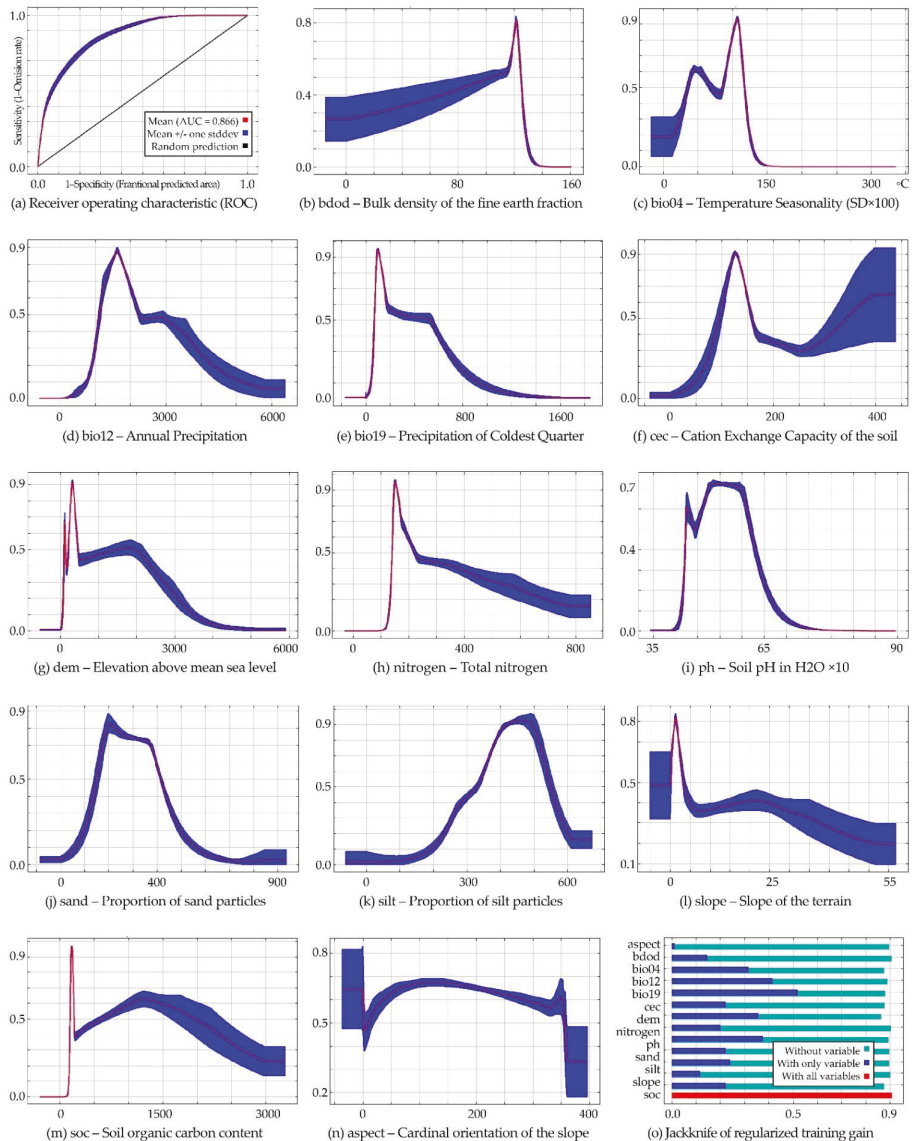 1.0
0.0
Sensitivity (1–Omision rate)
Mean (AUC = 0.866)
Mean +/- one stddev
Random prediction
0.0 1–Specificity (Frantional predicted area) 1.0
(a) Receiver operating characteristic (ROC)
0.8
0.4
0.0
0 80 160
(b) bdod – Bulk density of the fine earth fraction
0.9
0.5
0.0
0 150 300 °C
(c) bio04 – Temperature Seasonality (SD×100)
0.9
0.5
0.0
0 3000 6000
(d) bio12 – Annual Precipitation
0.9
0.5
0.0
0 800 1600
(e) bio19 – Precipitation of Coldest Quarter
0.9
0.5
0.0
0 200 400
(f) cec – Cation Exchange Capacity of the soil
0.9
0.5
0.0
0 3000 6000
(g) dem – Elevation above mean sea level
0.9
0.5
0.0
0 400 800
(h) nitrogen – Total nitrogen
0.7
0.4
0.0
35 65 90
(i) ph – Soil pH in H2O ×10
0.9
0.5
0.0
0 400 900
(j) sand – Proportion of sand particles
0.9
0.5
0.0
0 300 600
(k) silt – Proportion of silt particles
0.8
0.5
0.1
0 25 55
(l) slope – Slope of the terrain
0.9
0.5
0.0
0 1500 3000
(m) soc – Soil organic carbon content
0.8
0.5
0.2
0 200 400
(n) aspect – Cardinal orientation of the slope
aspect
bdod
bio04
bio12
bio19
cec
dem
nitrogen
ph
sand
silt
slope
soc
Without variable
With only variable
With all variables
0.0 0.5 0.9
(o) Jackknife of regularized training gain